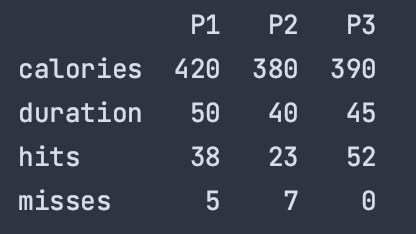 P1 P2 P3
calories 420 380 390
duration 50 40 45
hits 38 23 52
misses 5 7 0